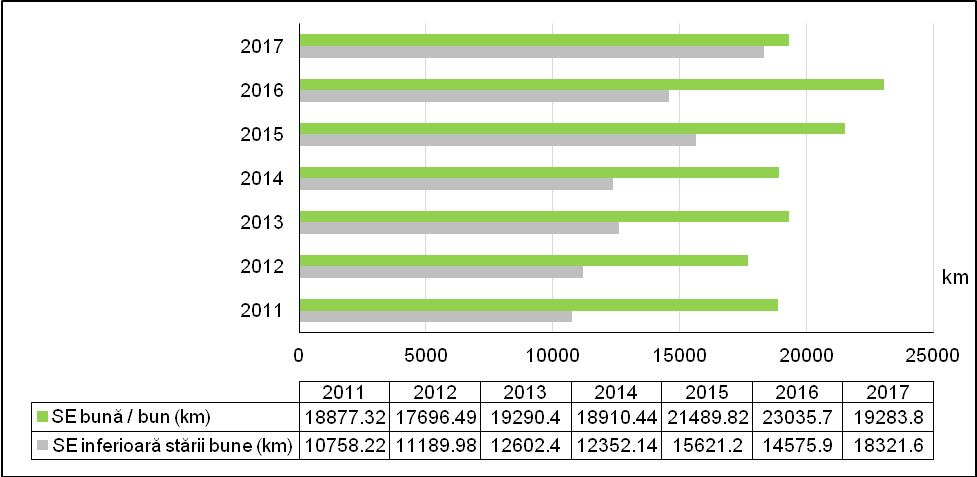 2017
2016
2015
2014
2013
2012
km
2011
0 5000 10000 15000 20000 25000
2011 2012 2013 2014 2015 2016 2017
SE bună / bun (km) 18877.32 17696.49 19290.4 18910.44 21489.82 23035.7 19283.8
SE inferioară stării bune (km) 10758.22 11189.98 12602.4 12352.14 15621.2 14575.9 18321.6